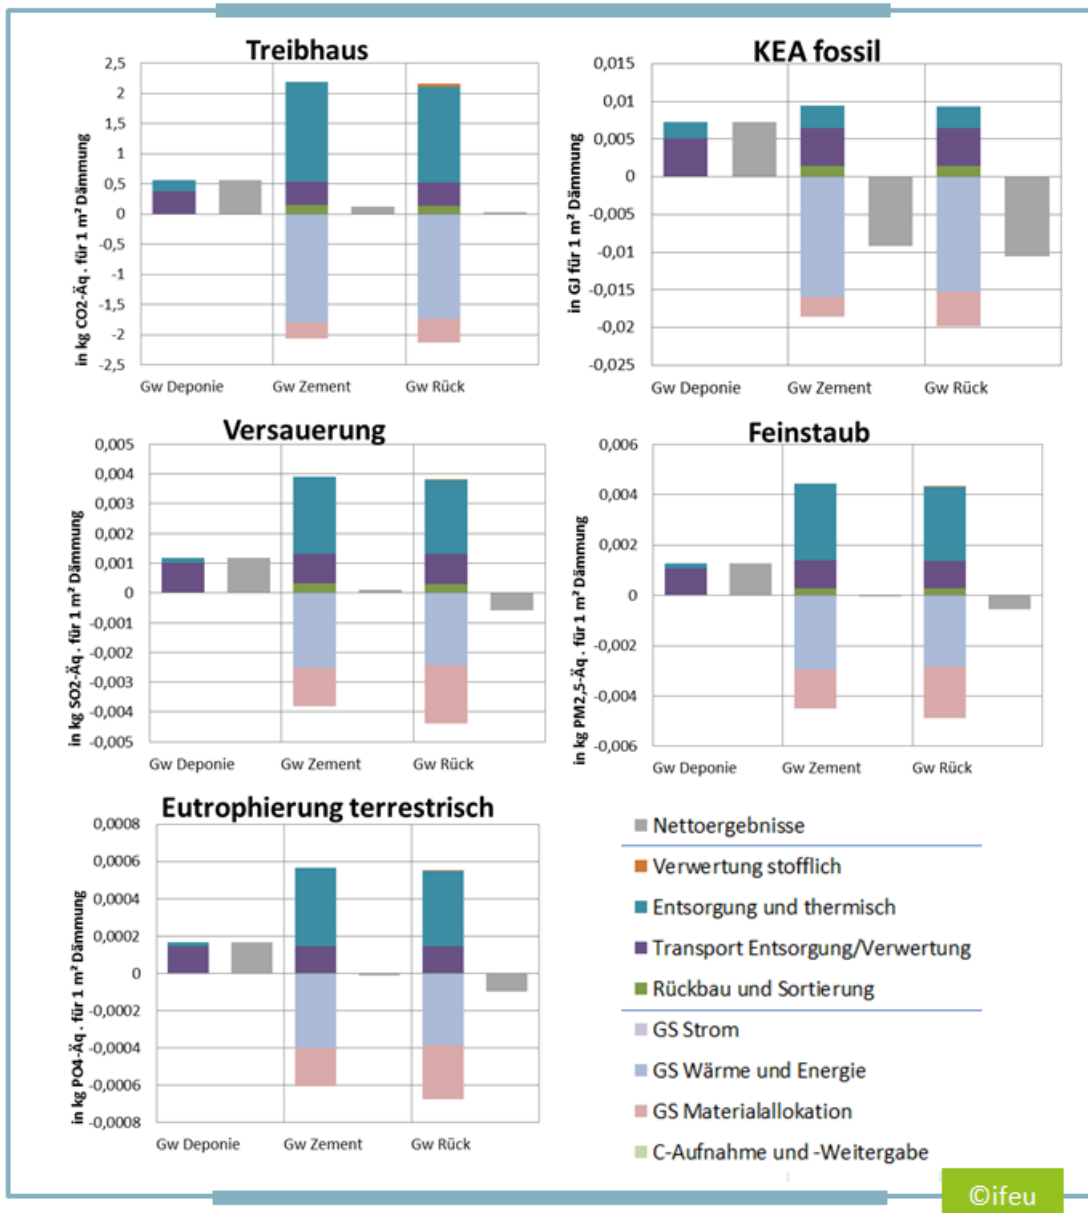 Treibhaus
in kg CO2-Äq . für 1 m² Dämmung
2,5
2
1,5
1
0,5
0
-0,5
-1
-1,5
-2
-2,5
Gw Deponie Gw Zement Gw Rück
KEA fossil
in GJ für 1 m² Dämmung
0,015
0,01
0,005
0
-0,005
-0,01
-0,015
-0,02
-0,025
Gw Deponie Gw Zement Gw Rück
Versauerung
in kg SO2-Äq . für 1 m² Dämmung
0,005
0,004
0,003
0,002
0,001
0
-0,001
-0,002
-0,003
-0,004
-0,005
Gw Deponie Gw Zement Gw Rück
Feinstaub
in kg PM2,5-Äq . für 1 m² Dämmung
0,006
0,004
0,002
0
-0,002
-0,004
-0,006
Gw Deponie Gw Zement Gw Rück
Eutrophierung terrestrisch
in kg PO4-Äq . für 1 m² Dämmung
0,0008
0,0006
0,0004
0,0002
0
-0,0002
-0,0004
-0,0006
-0,0008
Gw Deponie Gw Zement Gw Rück
Nettoergebnisse
Verwertung stofflich
Entsorgung und thermisch
Transport Entsorgung/Verwertung
Rückbau und Sortierung
GS Strom
GS Wärme und Energie
GS Materialallokation
C-Aufnahme und -Weitergabe
©ifeu